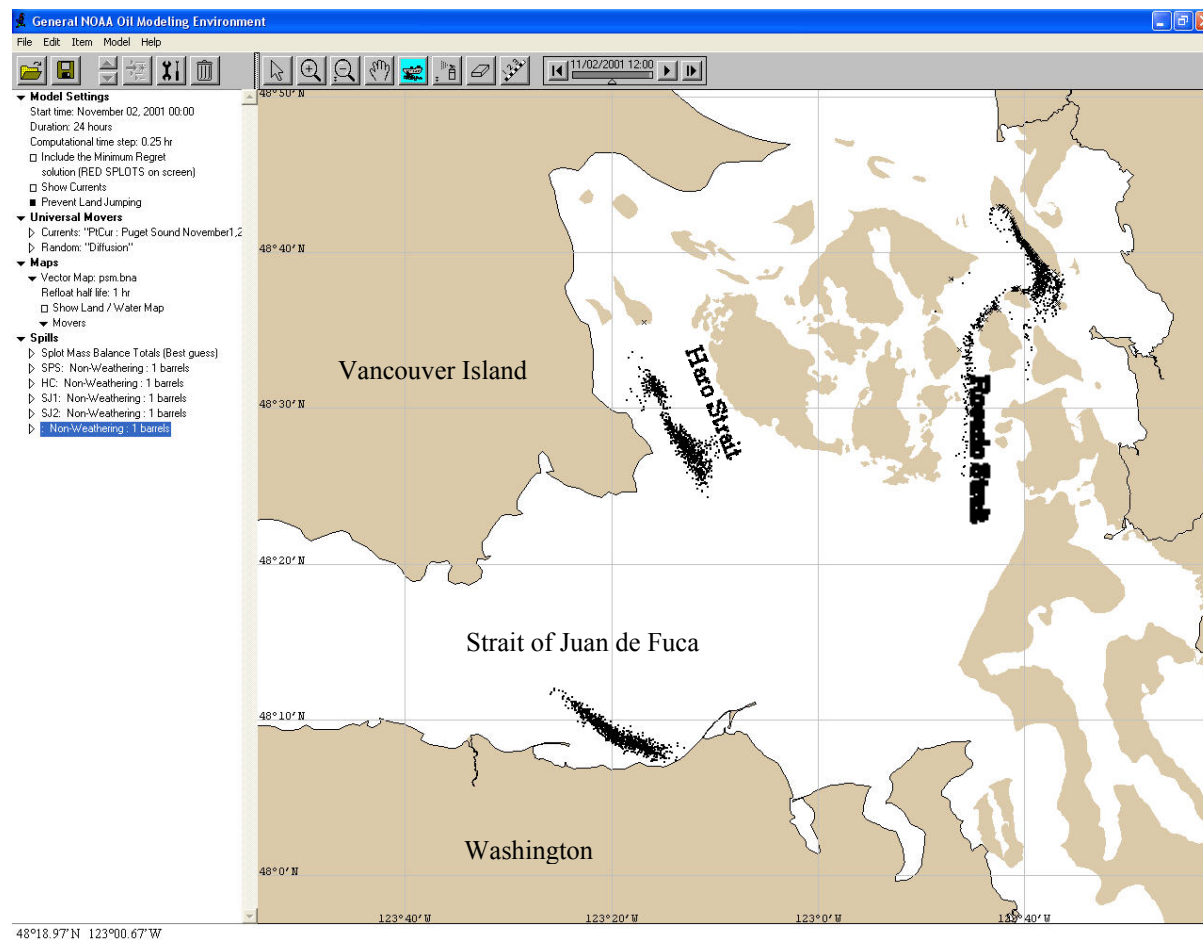 General NOAA Oil Modeling Environment
File Edit Item Model Help
11/02/2001 12:00
Model Settings
Start time: November 02, 2001 00:00
Duration: 24 hours
Computational time step: 0.25 hr
Include the Minimum Regret
solution (RED SPLOTS on screen)
Show Currents
Prevent Land Jumping
Universal Movers
Currents: "PtCur : Puget Sound November1,2
Random: "Diffusion"
Maps
Vector Map: psm.bna
Refloat half life: 1 hr
Show Land / Water Map
Movers
Spills
Splot Mass Balance Totals (Best guess)
SPS: Non-Weathering : 1 barrels
HC: Non-Weathering : 1 barrels
SJ1: Non-Weathering : 1 barrels
SJ2: Non-Weathering : 1 barrels
: Non-Weathering : 1 barrels
48°50'N
48°40'N
Vancouver Island
Haro Strait
48°30'N
48°20'N
Strait of Juan de Fuca
48°10'N
Washington
48°0'N
123°40'W 123°20'W 123°0'W
48°18.97'N 123°00.67'W